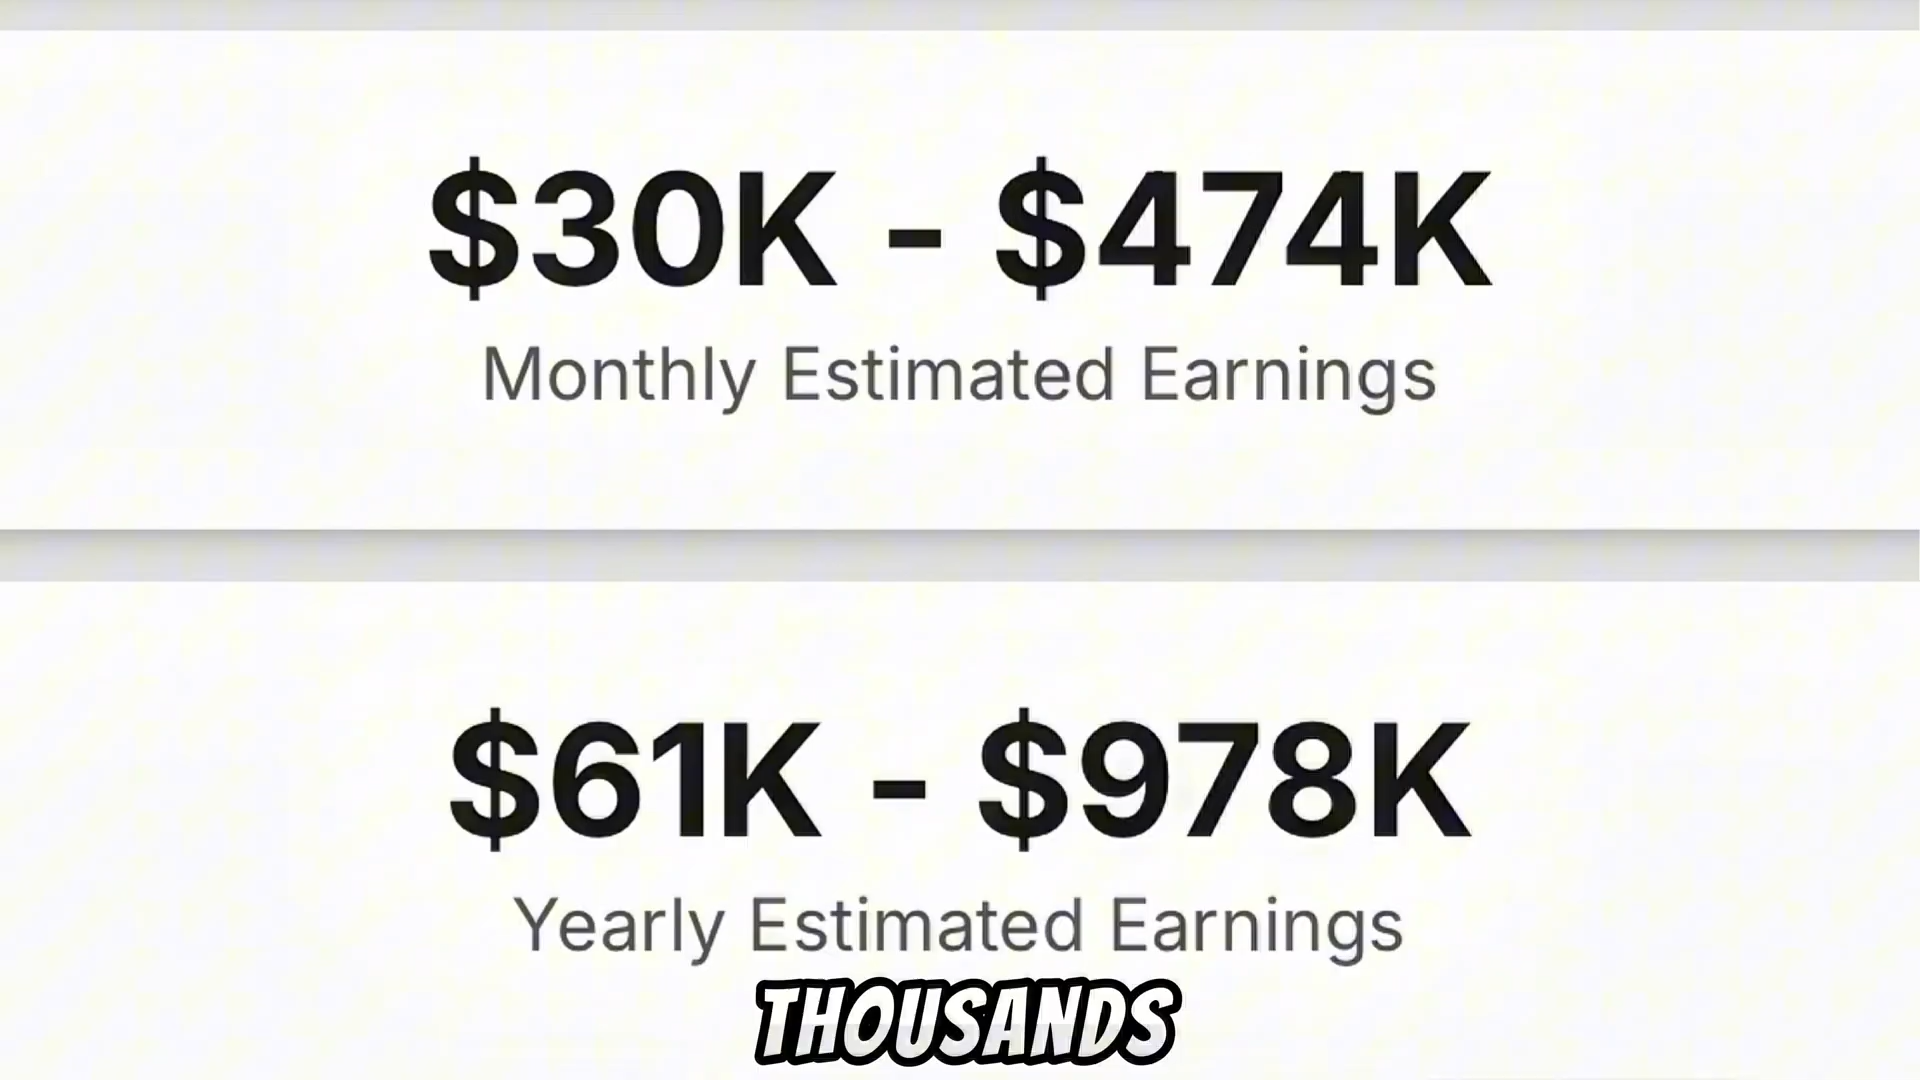 $30K - $474K
Monthly Estimated Earnings
$61K - $978K
Yearly Estimated Earnings
THOUSANDS